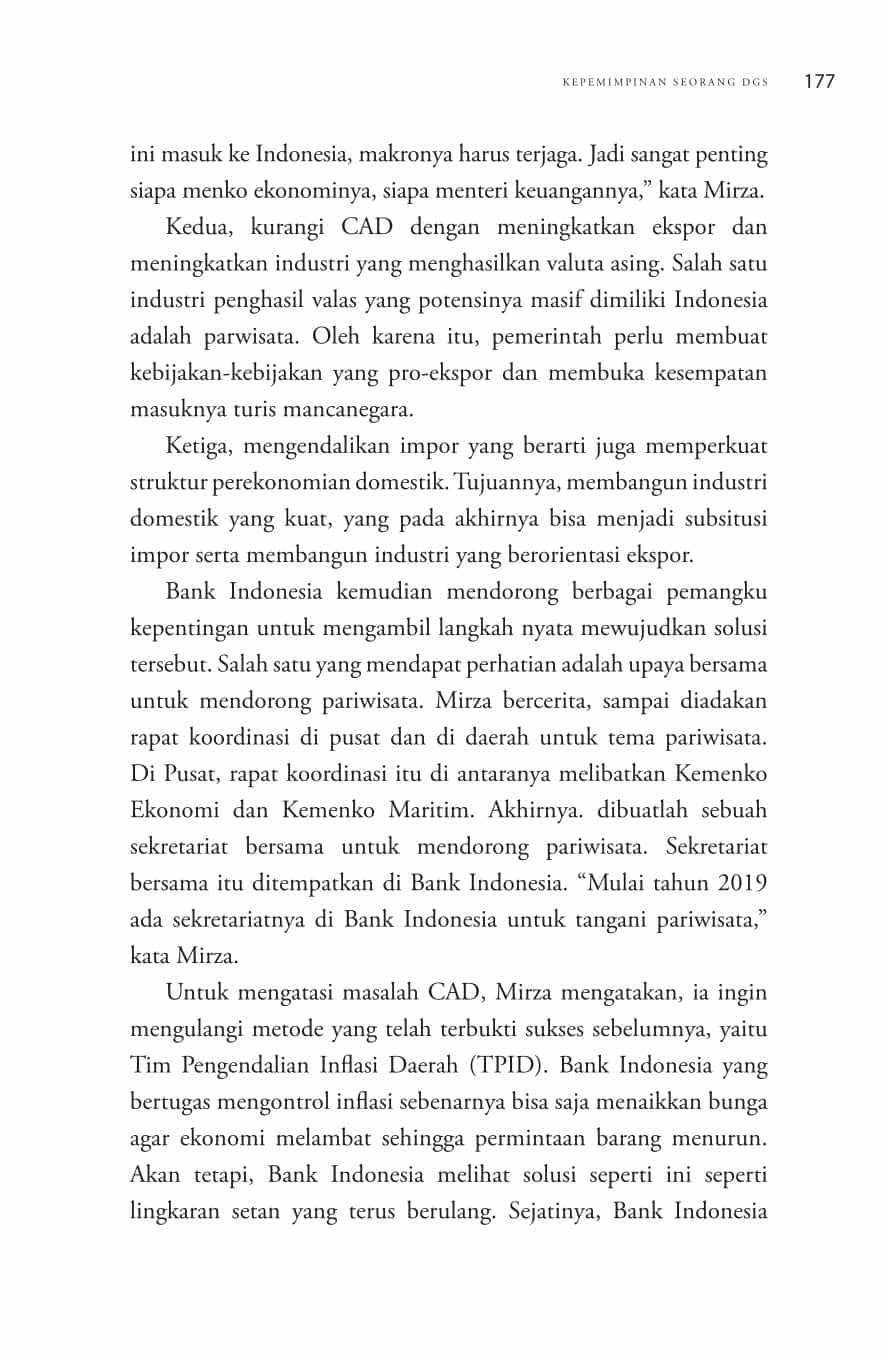 KEPEMIMPINAN SEORANG DGS 177
ini masuk ke Indonesia, makronya harus terjaga. Jadi sangat penting
siapa menko ekonominya, siapa menteri keuangannya,” kata Mirza.
Kedua, kurangi CAD dengan meningkatkan ekspor dan
meningkatkan industri yang menghasilkan valuta asing. Salah satu
industri penghasil valas yang potensinya masif dimiliki Indonesia
adalah parwisata. Oleh karena itu, pemerintah perlu membuat
kebijakan-kebijakan yang pro-ekspor dan membuka kesempatan
masuknya turis mancanegara.
Ketiga, mengendalikan impor yang berarti juga memperkuat
struktur perekonomian domestik. Tujuannya, membangun industri
domestik yang kuat, yang pada akhirnya bisa menjadi subsitusi
impor serta membangun industri yang berorientasi ekspor.
Bank Indonesia kemudian mendorong berbagai pemangku
kepentingan untuk mengambil langkah nyata mewujudkan solusi
tersebut. Salah satu yang mendapat perhatian adalah upaya bersama
untuk mendorong pariwisata. Mirza bercerita, sampai diadakan
rapat koordinasi di pusat dan di daerah untuk tema pariwisata.
Di Pusat, rapat koordinasi itu di antaranya melibatkan Kemenko
Ekonomi dan Kemenko Maritim. Akhirnya. dibuatlah sebuah
sekretariat bersama untuk mendorong pariwisata. Sekretariat
bersama itu ditempatkan di Bank Indonesia. “Mulai tahun 2019
ada sekretariatnya di Bank Indonesia untuk tangani pariwisata,”
kata Mirza.
Untuk mengatasi masalah CAD, Mirza mengatakan, ia ingin
mengulangi metode yang telah terbukti sukses sebelumnya, yaitu
Tim Pengendalian Inflasi Daerah (TPID). Bank Indonesia yang
bertugas mengontrol inflasi sebenarnya bisa saja menaikkan bunga
agar ekonomi melambat sehingga permintaan barang menurun.
Akan tetapi, Bank Indonesia melihat solusi seperti ini seperti
lingkaran setan yang terus berulang. Sejatinya, Bank Indonesia